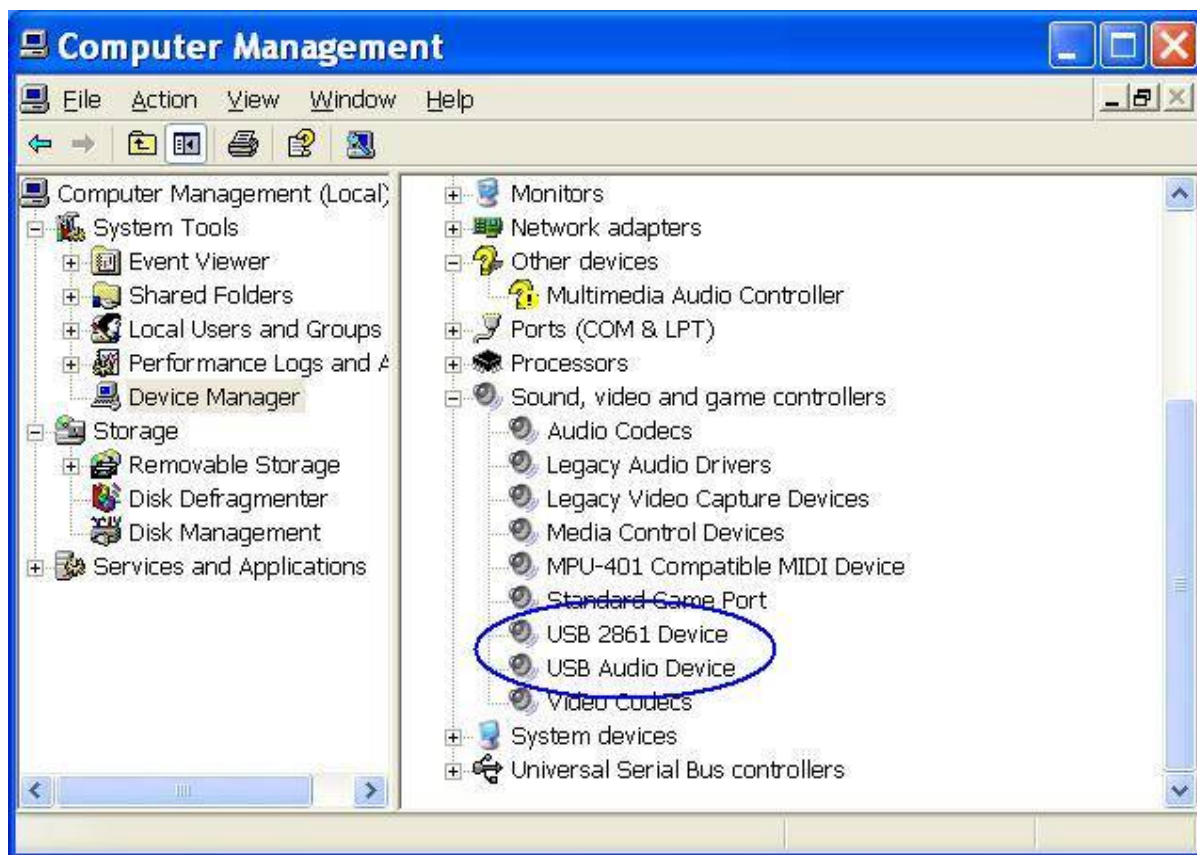 Computer Management
File Action View Window Help
Computer Management (Local)
System Tools
Event Viewer
Shared Folders
Local Users and Groups
Performance Logs and A
Device Manager
Storage
Removable Storage
Disk Defragmenter
Disk Management
Services and Applications
Monitors
Network adapters
Other devices
Multimedia Audio Controller
Ports (COM & LPT)
Processors
Sound, video and game controllers
Audio Codecs
Legacy Audio Drivers
Legacy Video Capture Devices
Media Control Devices
MPU-401 Compatible MIDI Device
Standard Game Port
USB 2861 Device
USB Audio Device
Video Codecs
System devices
Universal Serial Bus controllers